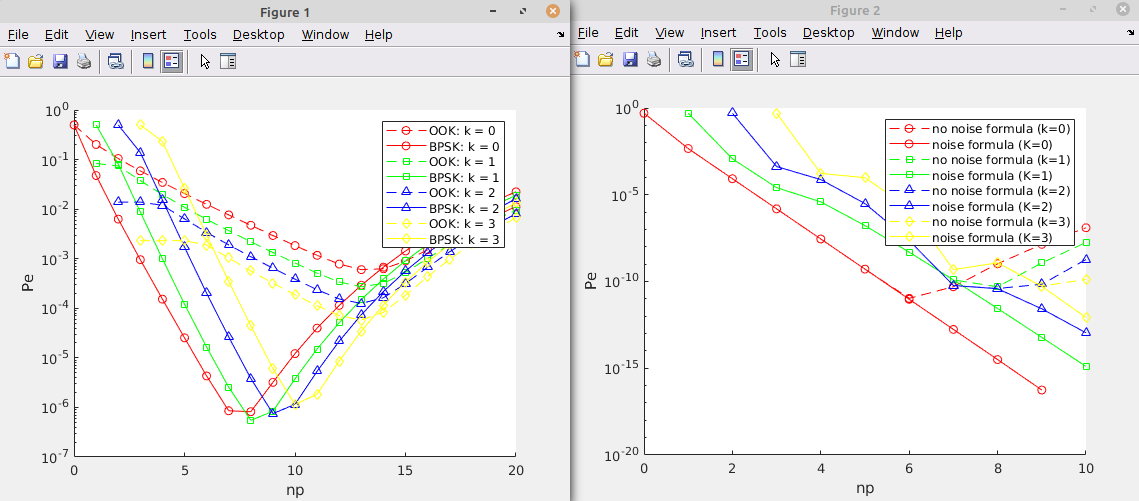 Figure 1
File Edit View Insert Tools Desktop Window Help
10^0
10^-1
10^-2
10^-3
10^-4
10^-5
10^-6
10^-7
Pe
0 5 10 15 20
np
OOK: k = 0
BPSK: k = 0
OOK: k = 1
BPSK: k = 1
OOK: k = 2
BPSK: k = 2
OOK: k = 3
BPSK: k = 3
Figure 2
File Edit View Insert Tools Desktop Window Help
10^0
10^-5
10^-10
10^-15
10^-20
Pe
0 2 4 6 8 10
np
no noise formula (k=0)
noise formula (K=0)
no noise formula (k=1)
noise formula (K=1)
no noise formula (k=2)
noise formula (K=2)
no noise formula (k=3)
noise formula (K=3)